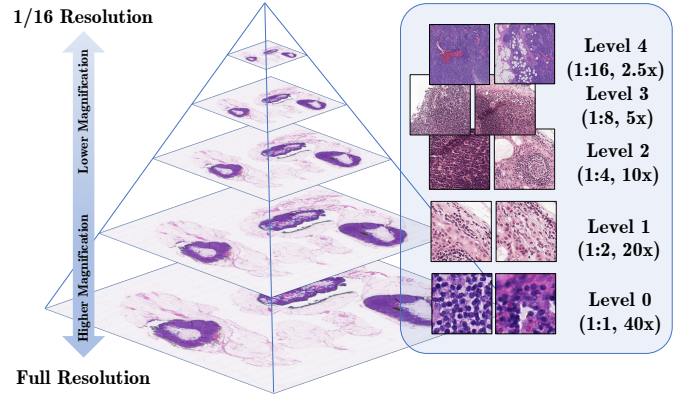 1/16 Resolution
Lower Magnification
Higher Magnification
Full Resolution
Level 4
(1:16, 2.5x)
Level 3
(1:8, 5x)
Level 2
(1:4, 10x)
Level 1
(1:2, 20x)
Level 0
(1:1, 40x)